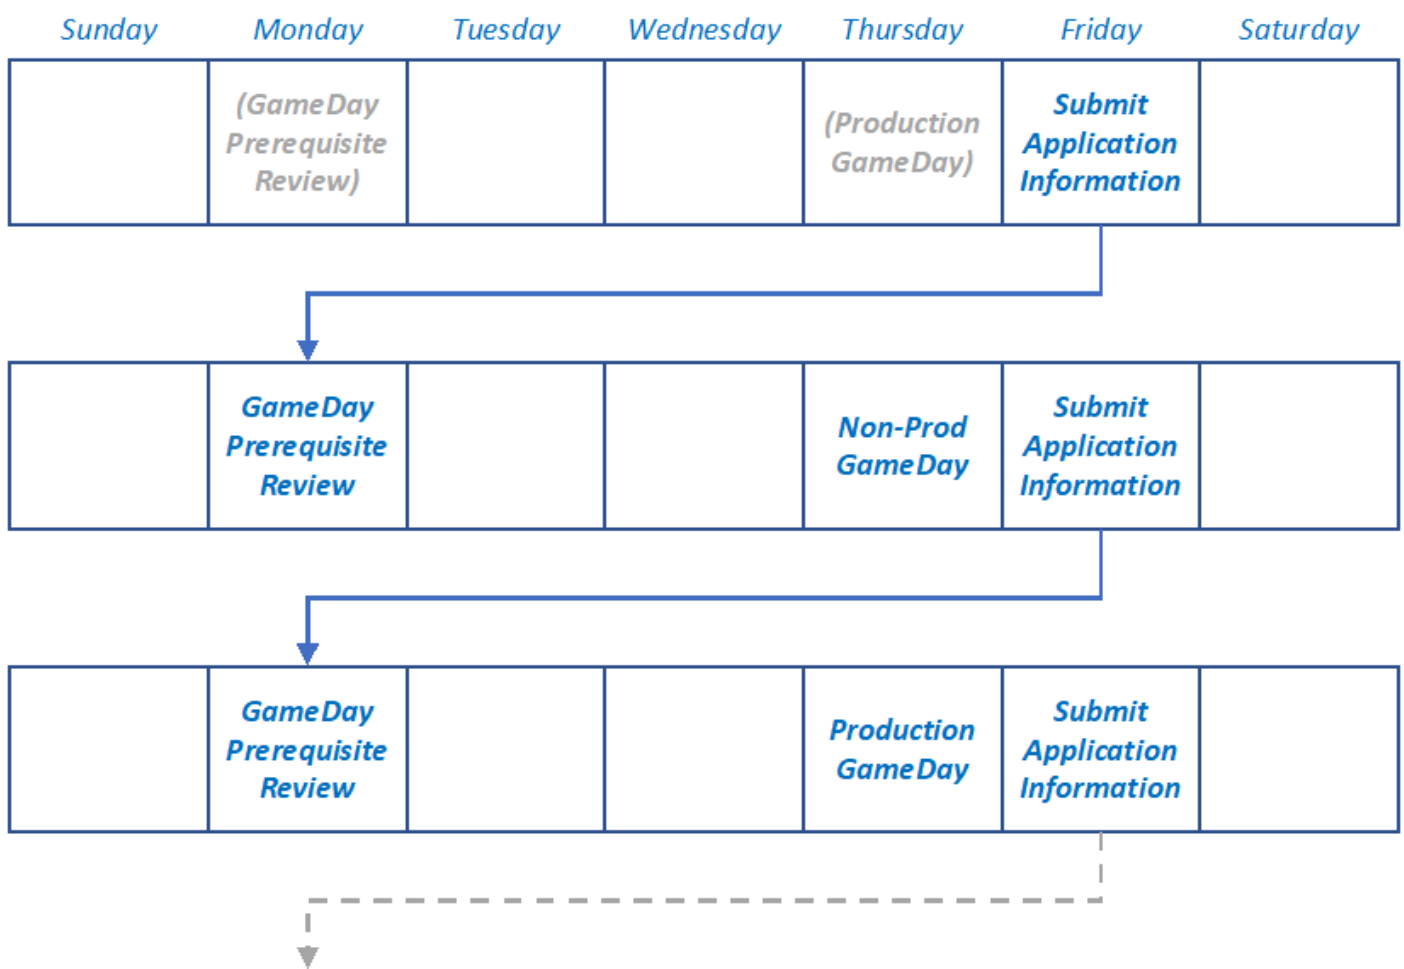 Sunday Monday Tuesday Wednesday Thursday Friday Saturday
(GameDay
Prerequisite
Review)
(Production
GameDay)
Submit
Application
Information
GameDay
Prerequisite
Review
Non-Prod
GameDay
Submit
Application
Information
GameDay
Prerequisite
Review
Production
GameDay
Submit
Application
Information